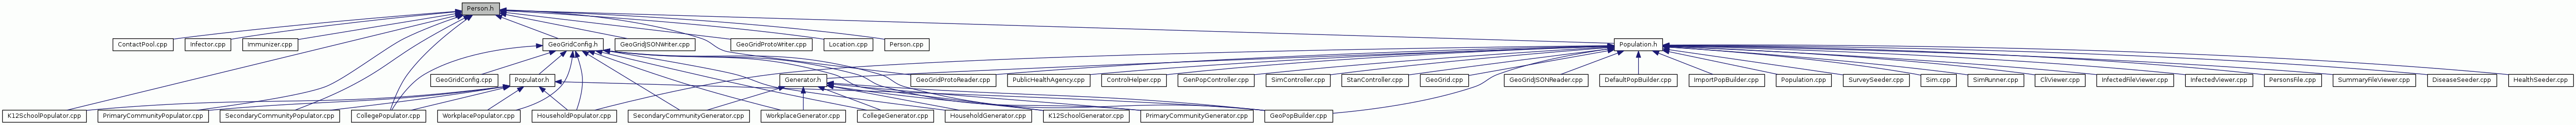 Person.h
ContactPool.cpp
Infector.cpp
Immunizer.cpp
GeoGridConfig.h
GeoGridJSONWriter.cpp
GeoGridProtoWriter.cpp
Location.cpp
Person.cpp
Population.h
GeoGridConfig.cpp
Populator.h
Generator.h
GeoGridProtoReader.cpp
PublicHealthAgency.cpp
ControlHelper.cpp
GenPopController.cpp
SimController.cpp
StanController.cpp
GeoGrid.cpp
GeoGridJSONReader.cpp
DefaultPopBuilder.cpp
ImportPopBuilder.cpp
Population.cpp
SurveySeeder.cpp
Sim.cpp
SimRunner.cpp
CliViewer.cpp
InfectedFileViewer.cpp
InfectedViewer.cpp
PersonsFile.cpp
SummaryFileViewer.cpp
DiseaseSeeder.cpp
HealthSeeder.cpp
K12SchoolPopulator.cpp
PrimaryCommunityPopulator.cpp
SecondaryCommunityPopulator.cpp
CollegePopulator.cpp
WorkplacePopulator.cpp
HouseholdPopulator.cpp
SecondaryCommunityGenerator.cpp
WorkplaceGenerator.cpp
CollegeGenerator.cpp
HouseholdGenerator.cpp
K12SchoolGenerator.cpp
PrimaryCommunityGenerator.cpp
GeoPopBuilder.cpp